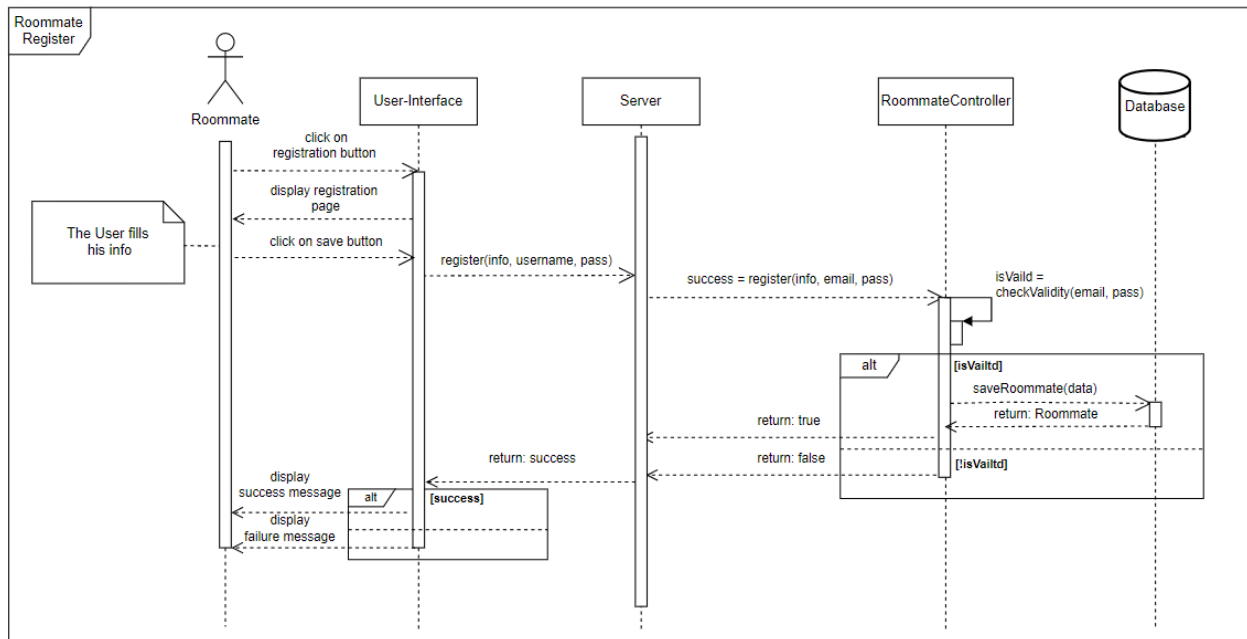 Roommate
Register
Roommate
User-Interface
Server
RoommateController
Database
click on
registration button
display registration
page
The User fills
his info
click on save button
register(info, username, pass)
success = register(info, email, pass)
isVaild =
checkValidity(email, pass)
alt
[isVailtd]
saveRoommate(data)
return: Roommate
return: true
return: false
[!isVailtd]
return: success
display
success message
alt
[success]
display
failure message